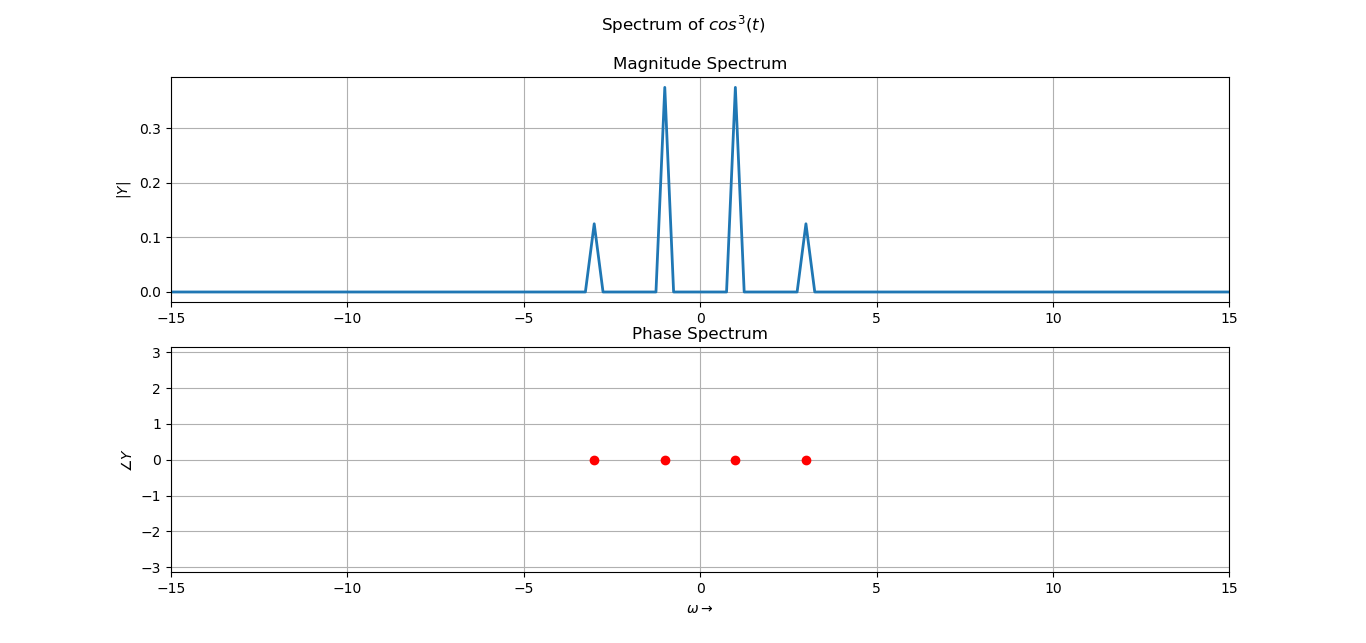 Spectrum of cos³(t)
Magnitude Spectrum
|Y|
0.3
0.2
0.1
0.0
−15 −10 −5 0 5 10 15
Phase Spectrum
∠Y
3
2
1
0
−1
−2
−3
−15 −10 −5 0 5 10 15
ω→